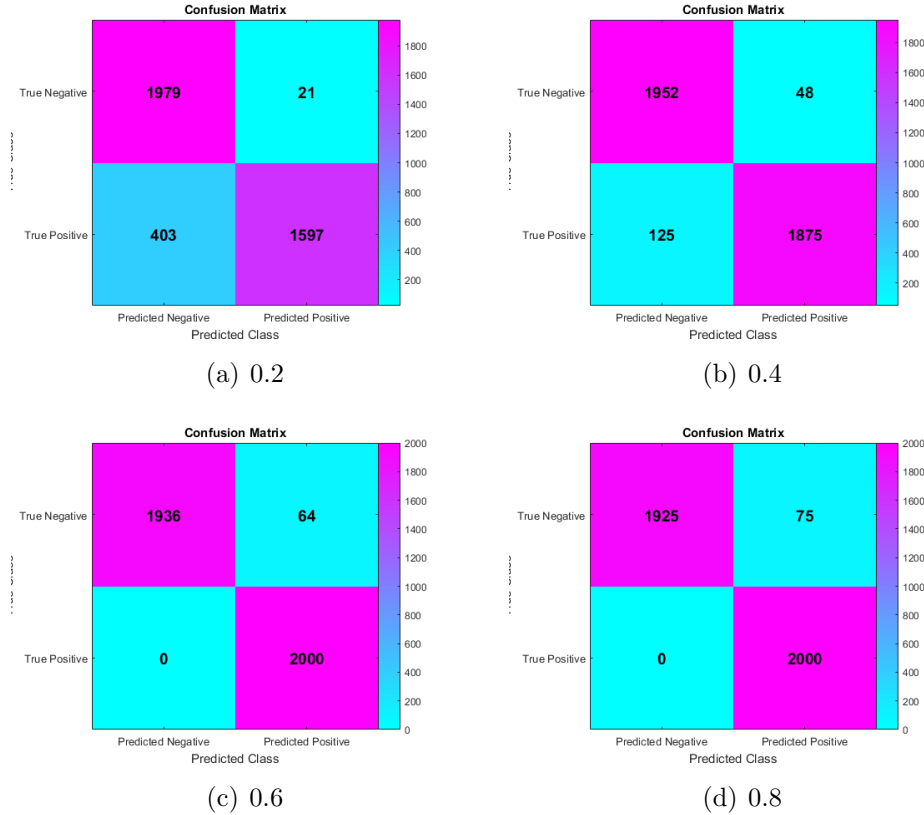 Confusion Matrix
True Negative
1979
21
True Positive
403
1597
Predicted Negative
Predicted Positive
Predicted Class
1800
1600
1400
1200
1000
800
600
400
200
(a) 0.2
Confusion Matrix
True Negative
1952
48
True Positive
125
1875
Predicted Negative
Predicted Positive
Predicted Class
1800
1600
1400
1200
1000
800
600
400
200
(b) 0.4
Confusion Matrix
True Negative
1936
64
True Positive
0
2000
Predicted Negative
Predicted Positive
Predicted Class
2000
1800
1600
1400
1200
1000
800
600
400
200
0
(c) 0.6
Confusion Matrix
True Negative
1925
75
True Positive
0
2000
Predicted Negative
Predicted Positive
Predicted Class
2000
1800
1600
1400
1200
1000
800
600
400
200
0
(d) 0.8